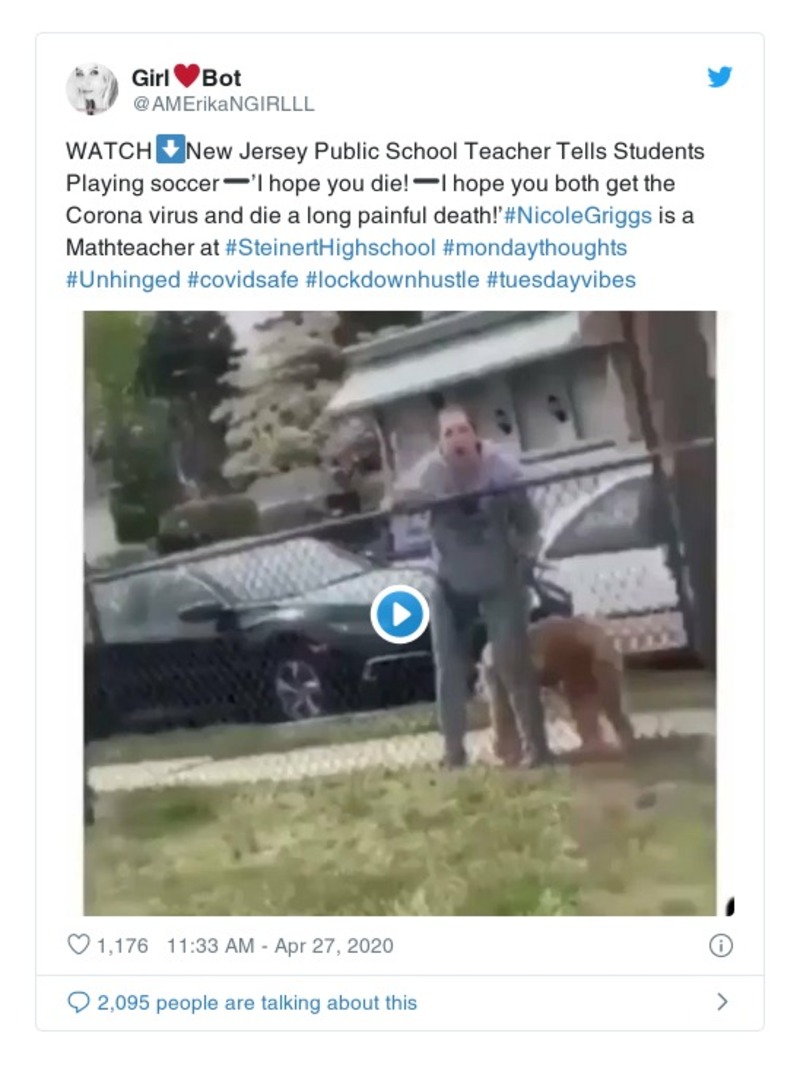 Girl❤️Bot
@AMErikaNGIRLLL
WATCH⬇️New Jersey Public School Teacher Tells Students
Playing soccer➖'I hope you die!➖I hope you both get the
Corona virus and die a long painful death!'#NicoleGriggs is a
Mathteacher at #SteinertHighschool #mondaythoughts
#Unhinged #covidsafe #lockdownhustle #tuesdayvibes
1,176 11:33 AM - Apr 27, 2020
2,095 people are talking about this